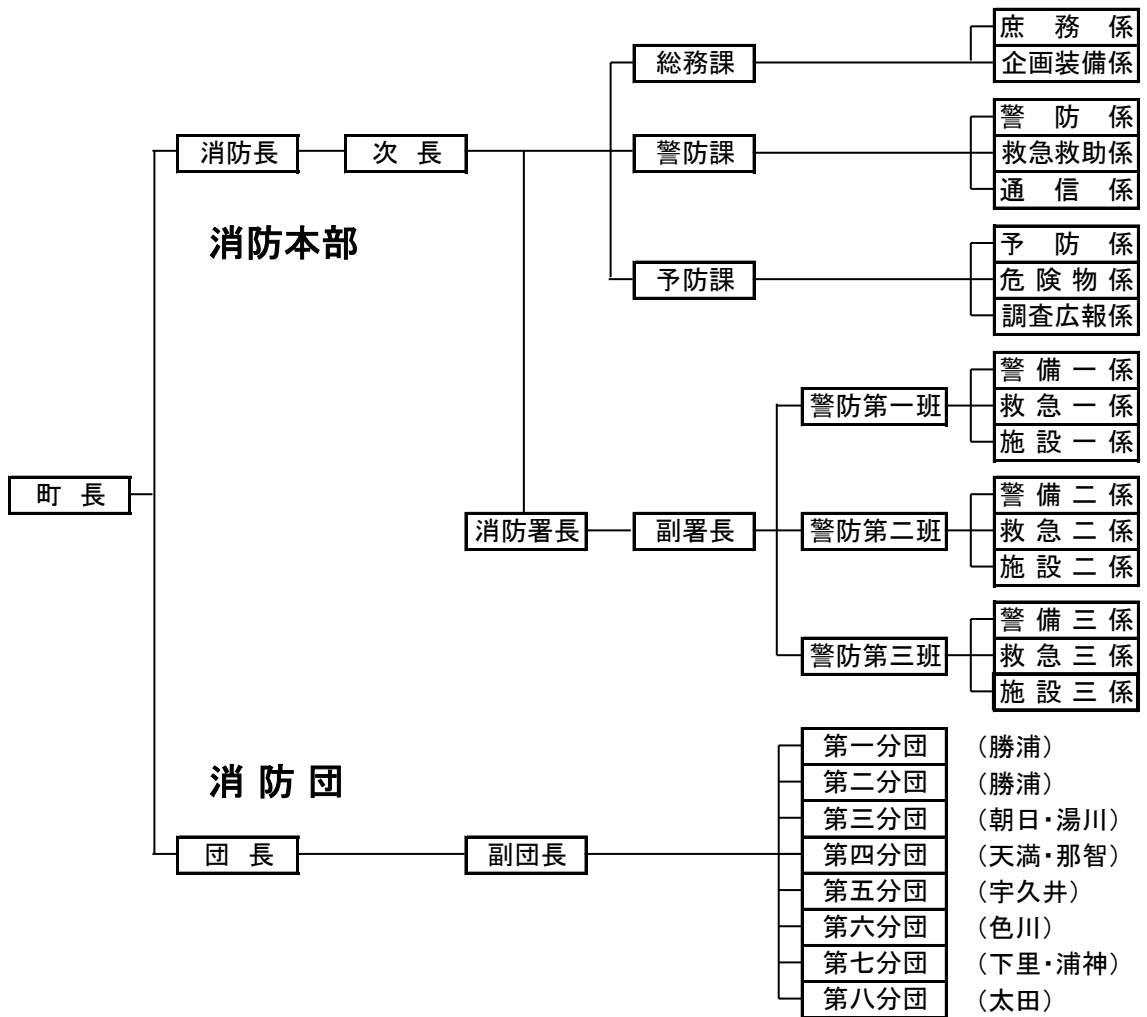 庶務係
総務課
企画装備係
警防係
消防長
次長
警防課
救急救助係
通信係
消防本部
予防係
予防課
危険物係
調査広報係
警備一係
警防第一班
救急一係
施設一係
町長
警備二係
消防署長
副署長
警防第二班
救急二係
施設二係
警備三係
警防第三班
救急三係
施設三係
消防団
第一分団 (勝浦)
第二分団 (勝浦)
第三分団 (朝日・湯川)
団長
副団長
第四分団 (天満・那智)
第五分団 (宇久井)
第六分団 (色川)
第七分団 (下里・浦神)
第八分団 (太田)